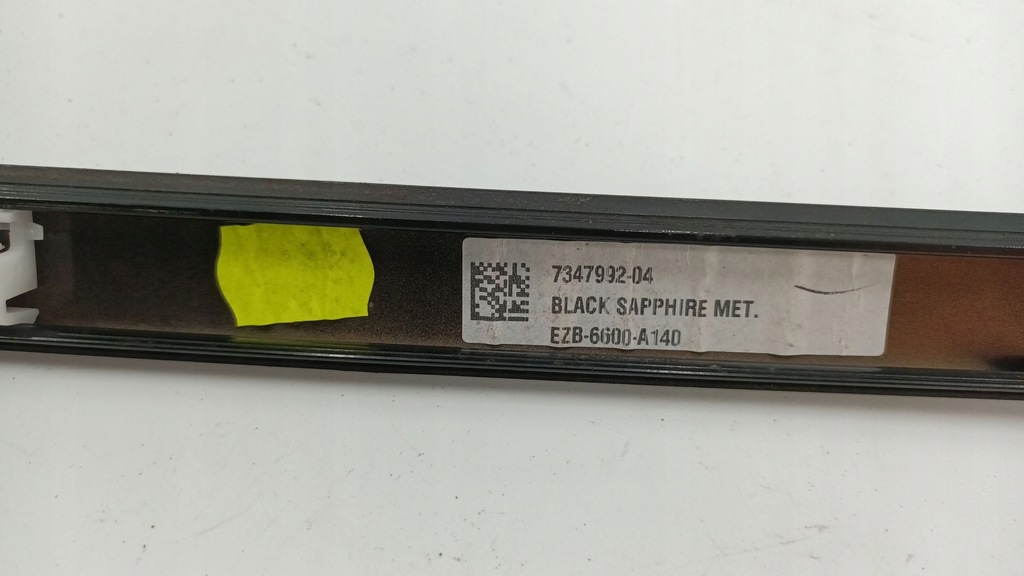 7347992-04
BLACK SAPPHIRE MET.
EZB-6600-A140